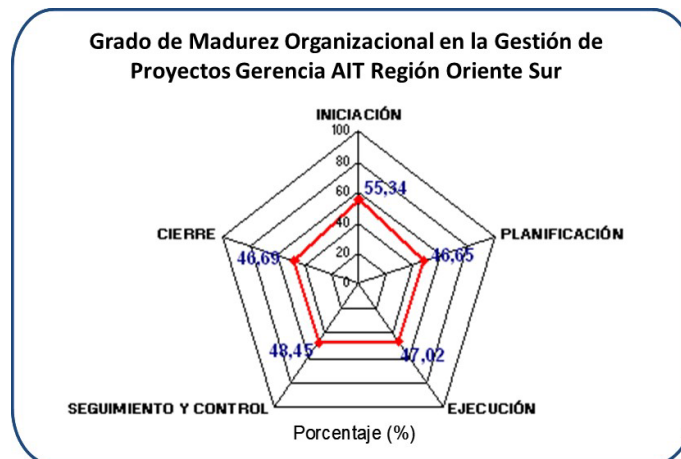 Grado de Madurez Organizacional en la Gestión de
Proyectos Gerencia AIT Región Oriente Sur
INICIACIÓN
100
80
60
55,34
40
20
0
CIERRE
PLANIFICACIÓN
46,69
46,65
48,45
47,02
SEGUIMIENTO Y CONTROL
EJECUCIÓN
Porcentaje (%)